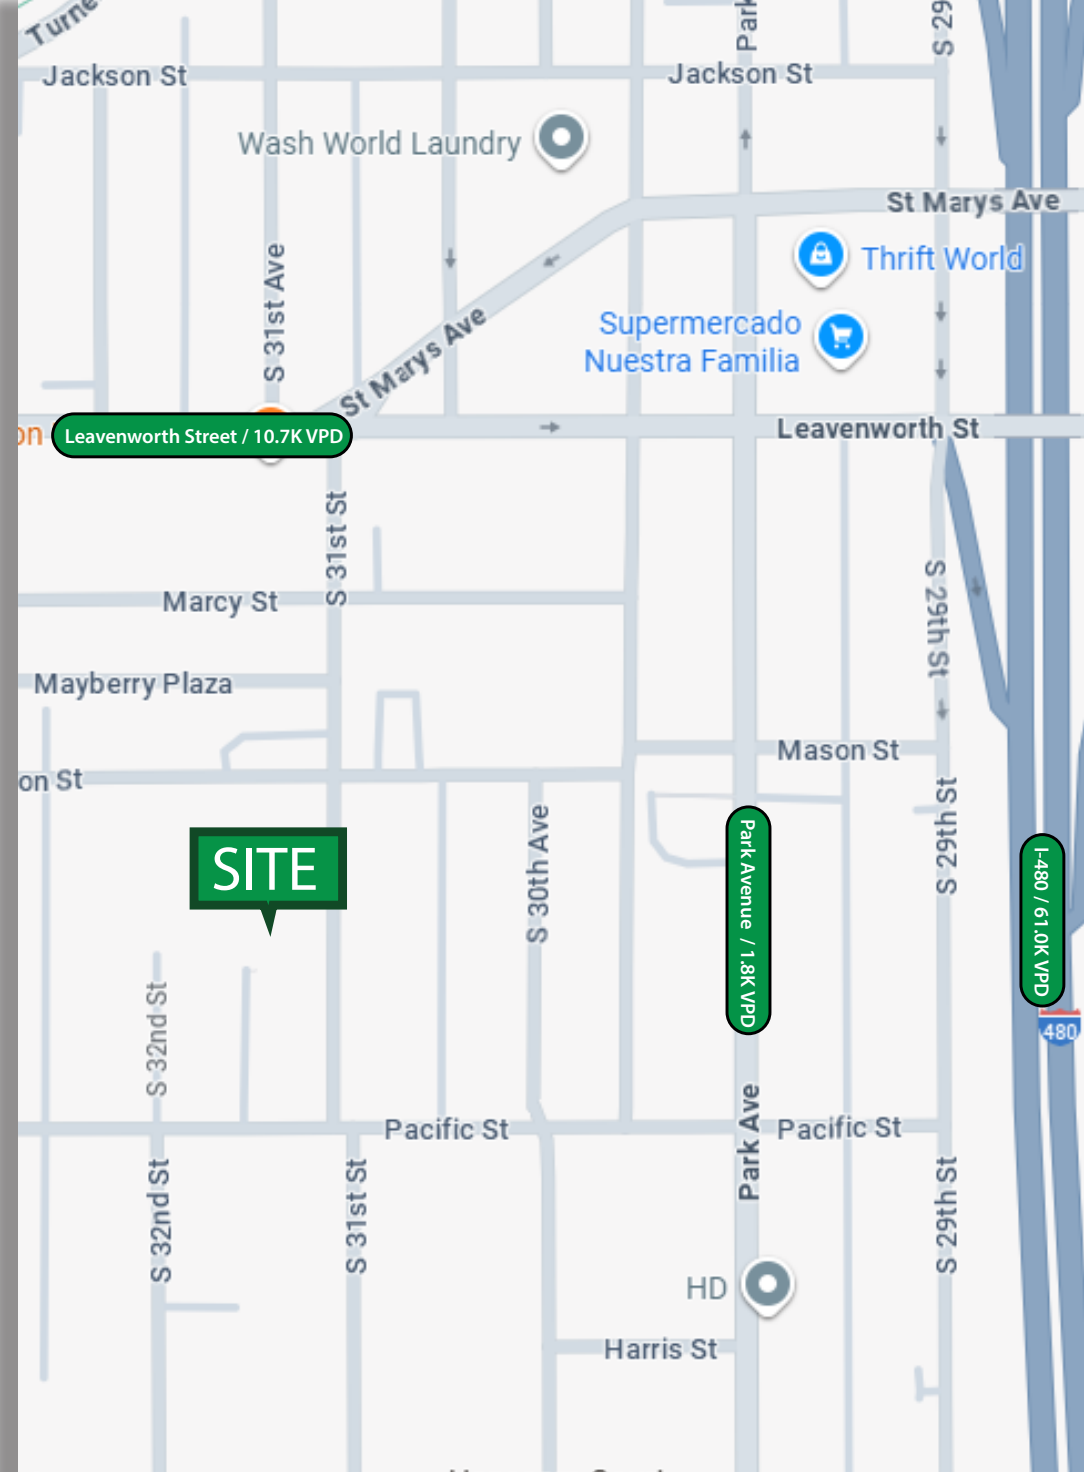 Turne
Park
S 29
Jackson St
Jackson St
Wash World Laundry
St Marys Ave
Thrift World
S 31st Ave
Supermercado
Nuestra Familia
St Marys Ave
on
Leavenworth Street / 10.7K VPD
Leavenworth St
S 31st St
S 29th St
Marcy St
Mayberry Plaza
Mason St
on St
S 29th St
S 30th Ave
SITE
Park Avenue / 1.8K VPD
I-480 / 61.0K VPD
S 32nd St
480
Pacific St
Pacific St
Park Ave
S 32nd St
S 31st St
S 29th St
HD
Harris St